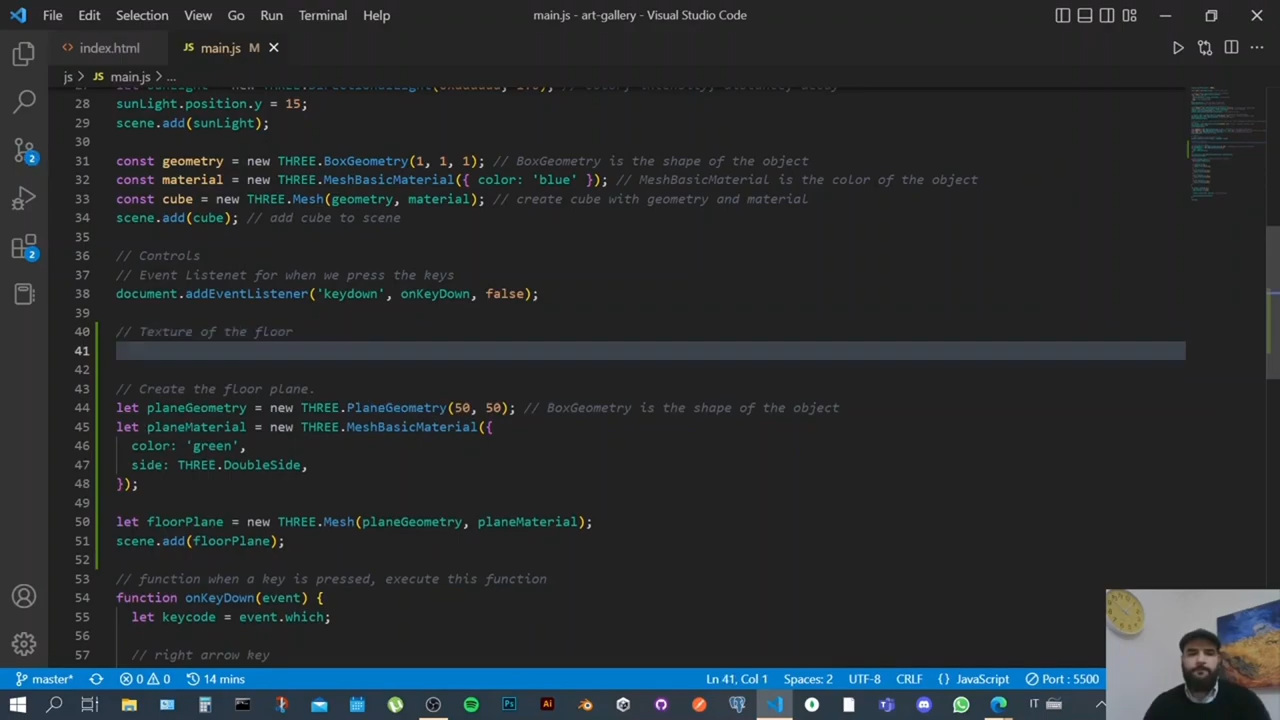 File Edit Selection View Go Run Terminal Help main.js - art-gallery - Visual Studio Code
<> index.html JS main.js M
js > JS main.js > ...
28 sunLight.position.y = 15;
29 scene.add(sunLight);
30
31 const geometry = new THREE.BoxGeometry(1, 1, 1); // BoxGeometry is the shape of the object
32 const material = new THREE.MeshBasicMaterial({ color: 'blue' }); // MeshBasicMaterial is the color of the object
33 const cube = new THREE.Mesh(geometry, material); // create cube with geometry and material
34 scene.add(cube); // add cube to scene
35
36 // Controls
37 // Event Listenet for when we press the keys
38 document.addEventListener('keydown', onKeyDown, false);
39
40 // Texture of the floor
41
42
43 // Create the floor plane.
44 let planeGeometry = new THREE.PlaneGeometry(50, 50); // BoxGeometry is the shape of the object
45 let planeMaterial = new THREE.MeshBasicMaterial({
46 color: 'green',
47 side: THREE.DoubleSide,
48 });
49
50 let floorPlane = new THREE.Mesh(planeGeometry, planeMaterial);
51 scene.add(floorPlane);
52
53 // function when a key is pressed, execute this function
54 function onKeyDown(event) {
55 let keycode = event.which;
56
57 // right arrow key
master* 0 0 14 mins Ln 41, Col 1 Spaces: 2 UTF-8 CRLF {} JavaScript Port : 5500
IT